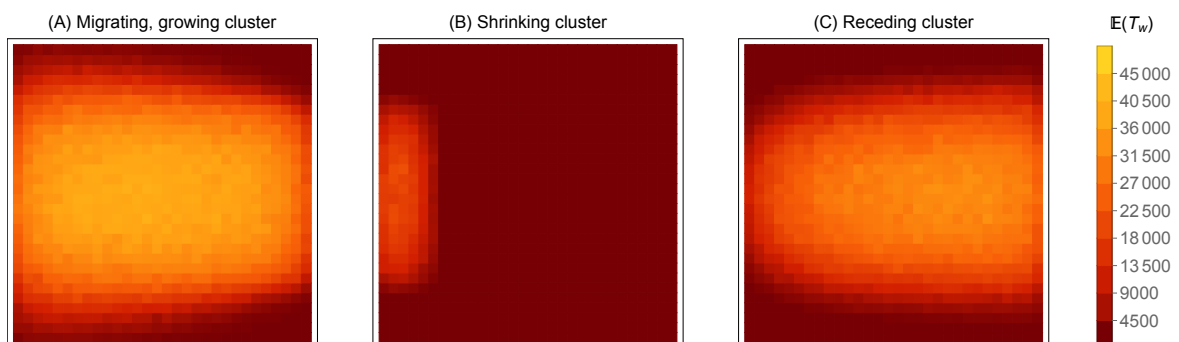 (A) Migrating, growing cluster
(B) Shrinking cluster
(C) Receding cluster
𝔼(T_w)
45 000
40 500
36 000
31 500
27 000
22 500
18 000
13 500
9000
4500